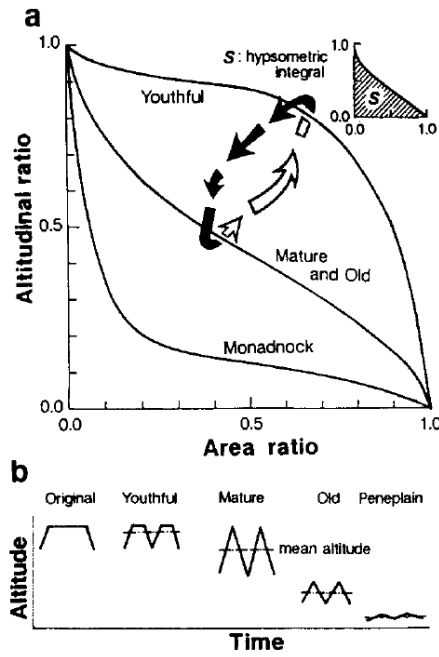 a
1.0
S : hypsometric
integral
1.0
S
0.0
0.0
1.0
Youthful
Altitudinal ratio
0.5
Mature
and Old
Monadnock
0.0
0.0
0.5
1.0
Area ratio
b
Original Youthful Mature Old Peneplain
mean altitude
Altitude
Time